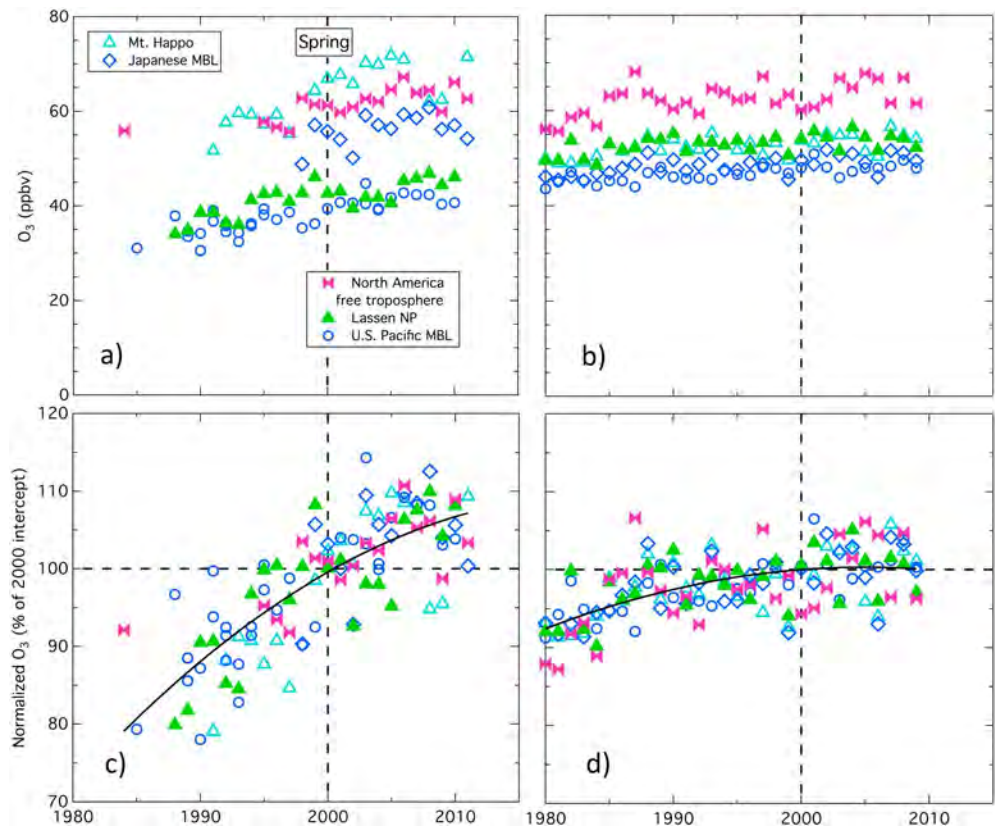 80
60
40
20
0
O₃ (ppbv)
Mt. Happo
Japanese MBL
Spring
North America
free troposphere
Lassen NP
U.S. Pacific MBL
a)
b)
120
110
100
90
80
70
Normalized O₃ (% of 2000 intercept)
c)
d)
1980 1990 2000 2010
1980 1990 2000 2010